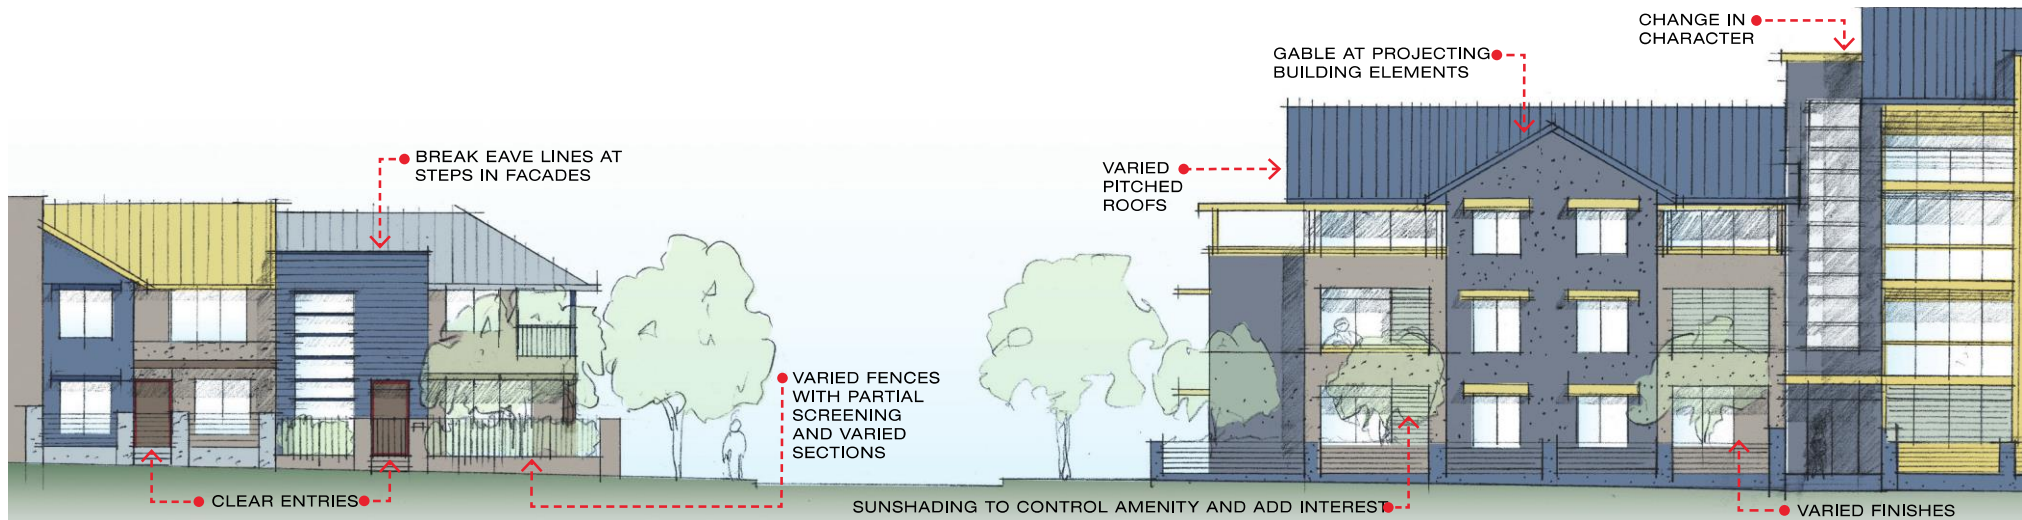 BREAK EAVE LINES AT
STEPS IN FACADES
CLEAR ENTRIES
VARIED FENCES
WITH PARTIAL
SCREENING
AND VARIED
SECTIONS
SUNSHADING TO CONTROL AMENITY AND ADD INTEREST
VARIED
PITCHED
ROOFS
GABLE AT PROJECTING
BUILDING ELEMENTS
CHANGE IN
CHARACTER
VARIED FINISHES